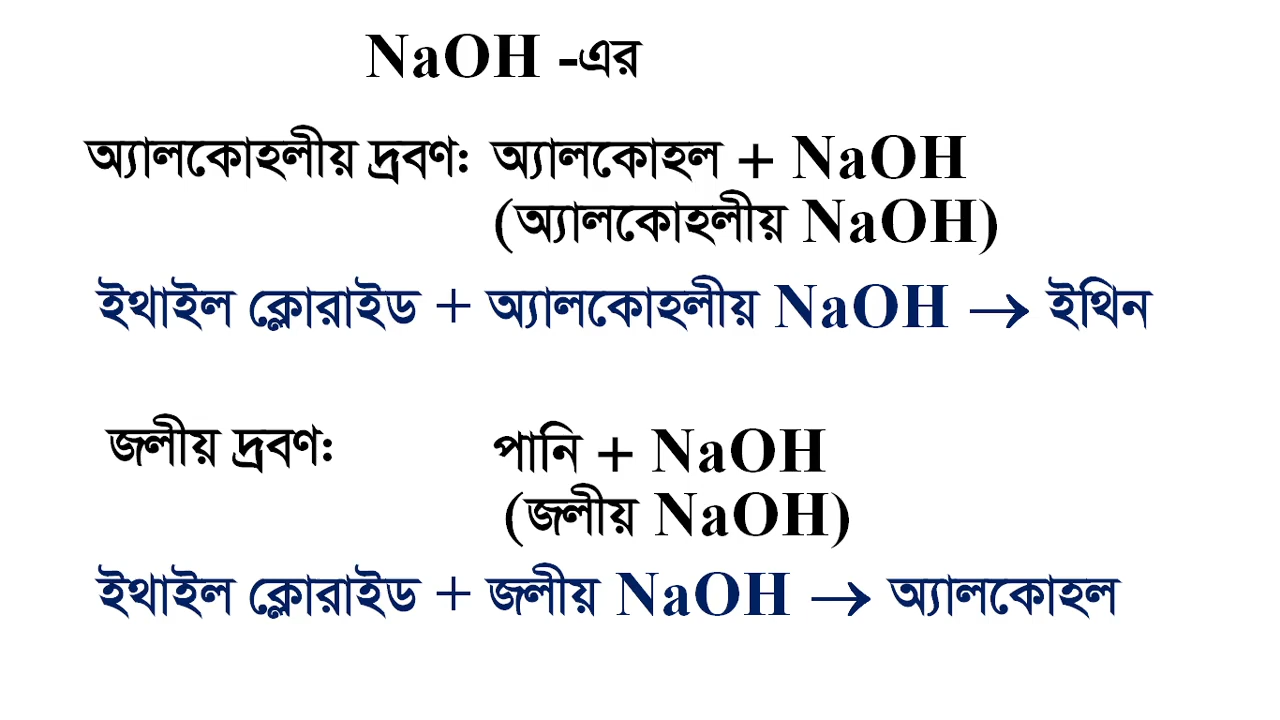 NaOH -এর
অ্যালকোহলীয় দ্রবণঃ অ্যালকোহল + NaOH
(অ্যালকোহলীয় NaOH)
ইথাইল ক্লোরাইড + অ্যালকোহলীয় NaOH → ইথিন
জলীয় দ্রবণঃ পানি + NaOH
(জলীয় NaOH)
ইথাইল ক্লোরাইড + জলীয় NaOH → অ্যালকোহল